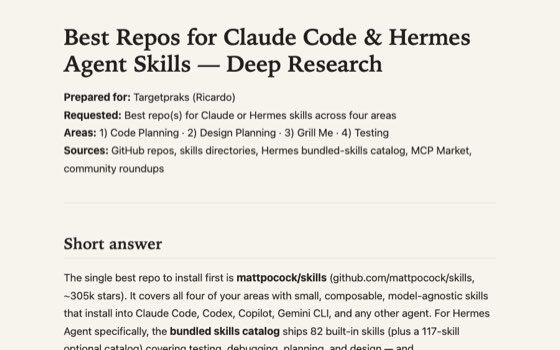 Best Repos for Claude Code & Hermes
Agent Skills — Deep Research
Prepared for: Targetpraks (Ricardo)
Requested: Best repo(s) for Claude or Hermes skills across four areas
Areas: 1) Code Planning · 2) Design Planning · 3) Grill Me · 4) Testing
Sources: GitHub repos, skills directories, Hermes bundled-skills catalog, MCP Market,
community roundups
Short answer
The single best repo to install first is mattpocock/skills (github.com/mattpocock/skills,
~305k stars). It covers all four of your areas with small, composable, model-agnostic skills
that install into Claude Code, Codex, Copilot, Gemini CLI, and any other agent. For Hermes
Agent specifically, the bundled skills catalog ships 82 built-in skills (plus a 117-skill
optional catalog) covering testing, debugging, planning, and design — and